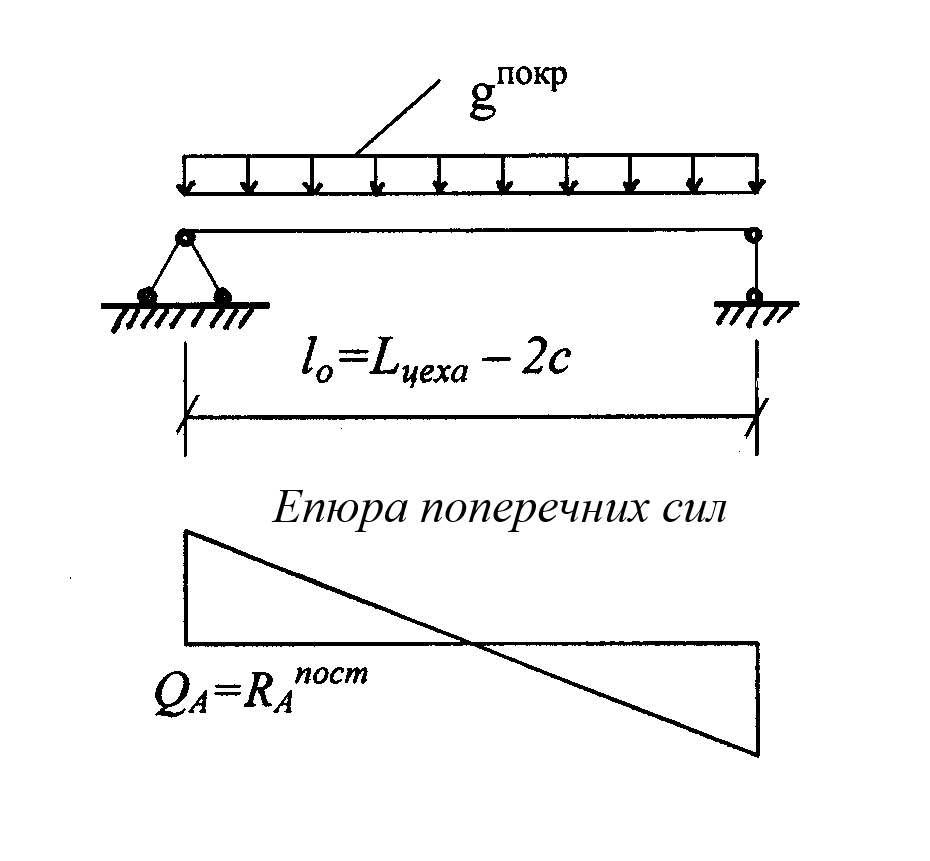 g^покр
l_o=L_цеха – 2c
Епюра поперечних сил
Q_A=R_A^пост